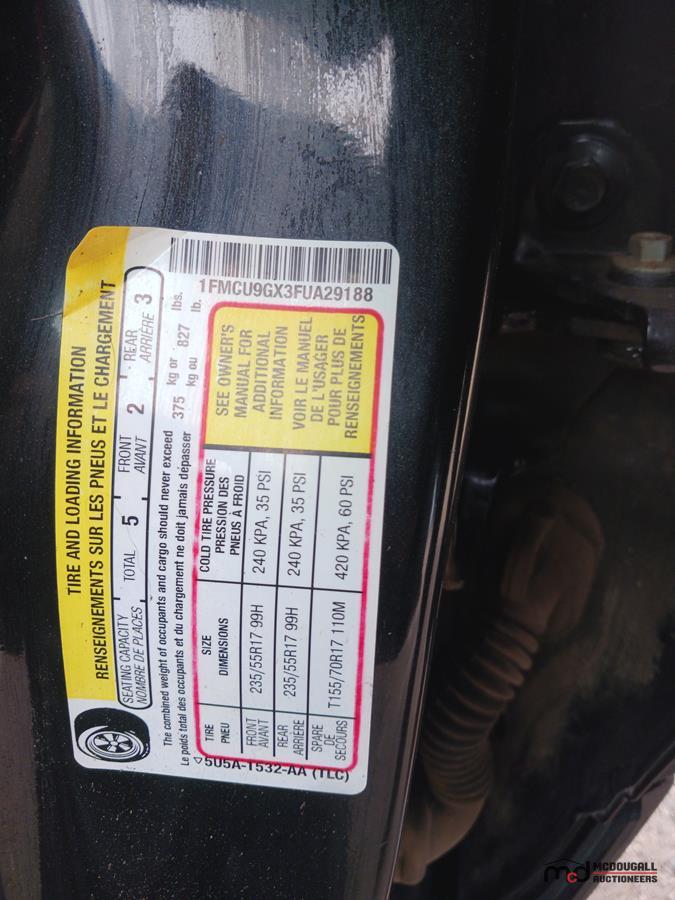 TIRE AND LOADING INFORMATION
RENSEIGNEMENTS SUR LES PNEUS ET LE CHARGEMENT
SEATING CAPACITY
NOMBRE DE PLACES
TOTAL 5
FRONT
AVANT 2
REAR
ARRIÈRE 3
The combined weight of occupants and cargo should never exceed 375 kg or 827 lbs.
Le poids total des occupants et du chargement ne doit jamais dépasser kg ou lb.
TIRE
PNEU
SIZE
DIMENSIONS
COLD TIRE PRESSURE
PRESSION DES
PNEUS À FROID
FRONT
AVANT
235/55R17 99H
240 KPA, 35 PSI
REAR
ARRIÈRE
235/55R17 99H
240 KPA, 35 PSI
SPARE
DE
SECOURS
T155/70R17 110M
420 KPA, 60 PSI
SEE OWNER'S
MANUAL FOR
ADDITIONAL
INFORMATION
VOIR LE MANUEL
DE L'USAGER
POUR PLUS DE
RENSEIGNEMENTS
5U5A-1532-AA (TLC)
1FMCU9GX3FUA29188
mcd MCDOUGALL
AUCTIONEERS